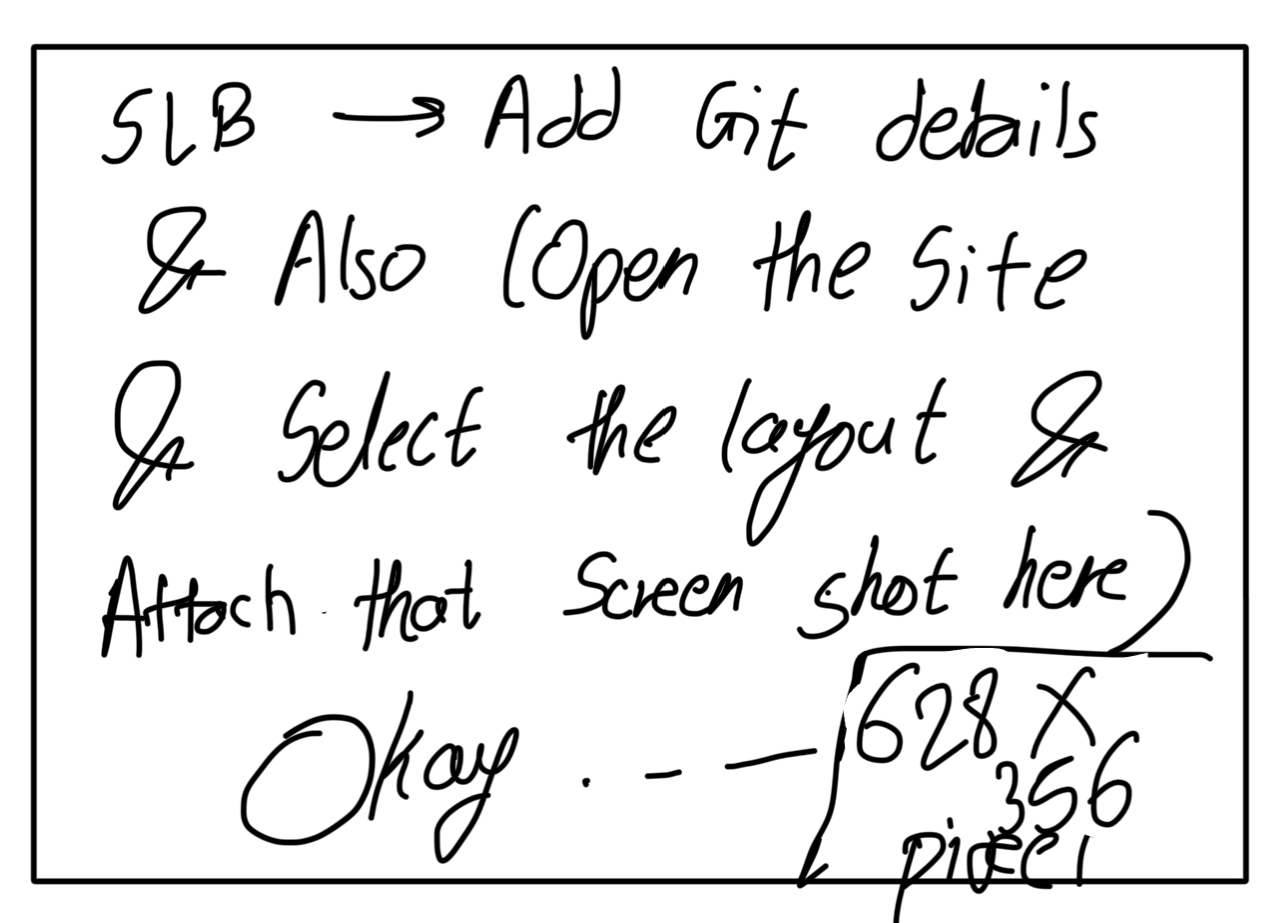 SLB → Add Git details
& Also (Open the Site
& Select the layout &
Attach that Screen shot here)
Okay . - — 628 X
356
pixel